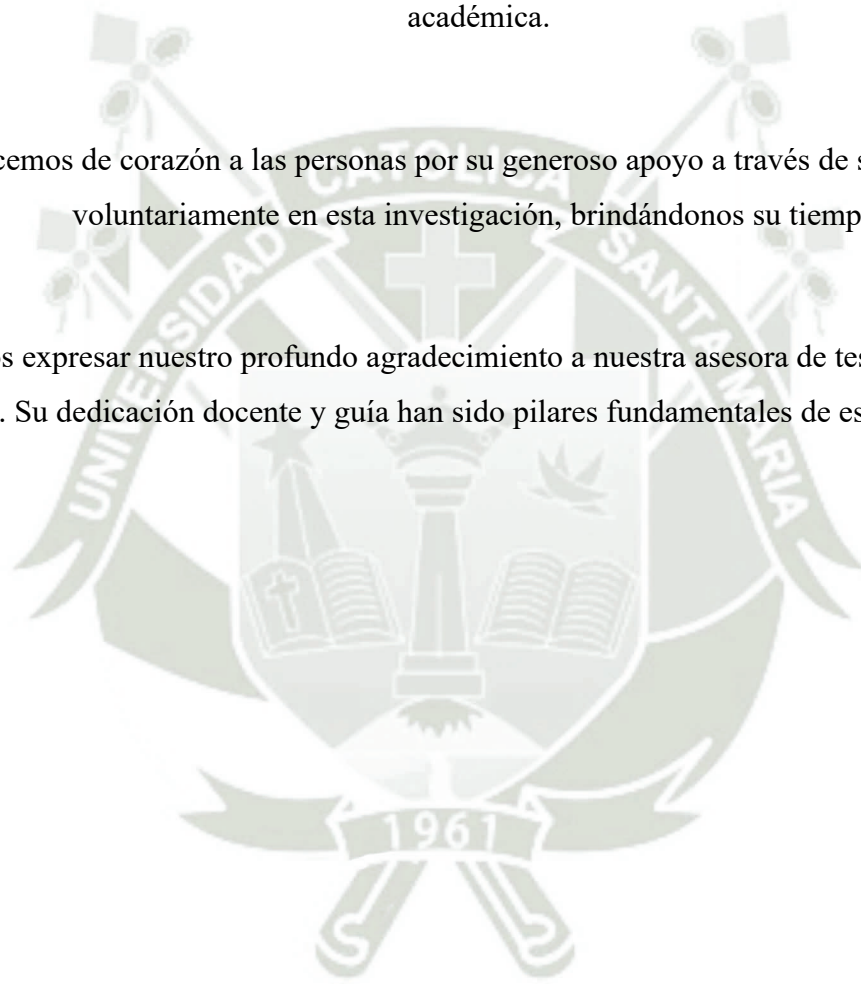 académica.
cemos de corazón a las personas por su generoso apoyo a través de s
voluntariamente en esta investigación, brindándonos su tiemp
s expresar nuestro profundo agradecimiento a nuestra asesora de tes
. Su dedicación docente y guía han sido pilares fundamentales de es
UNIVERSIDAD CATOLICA SANTA MARIA
1961